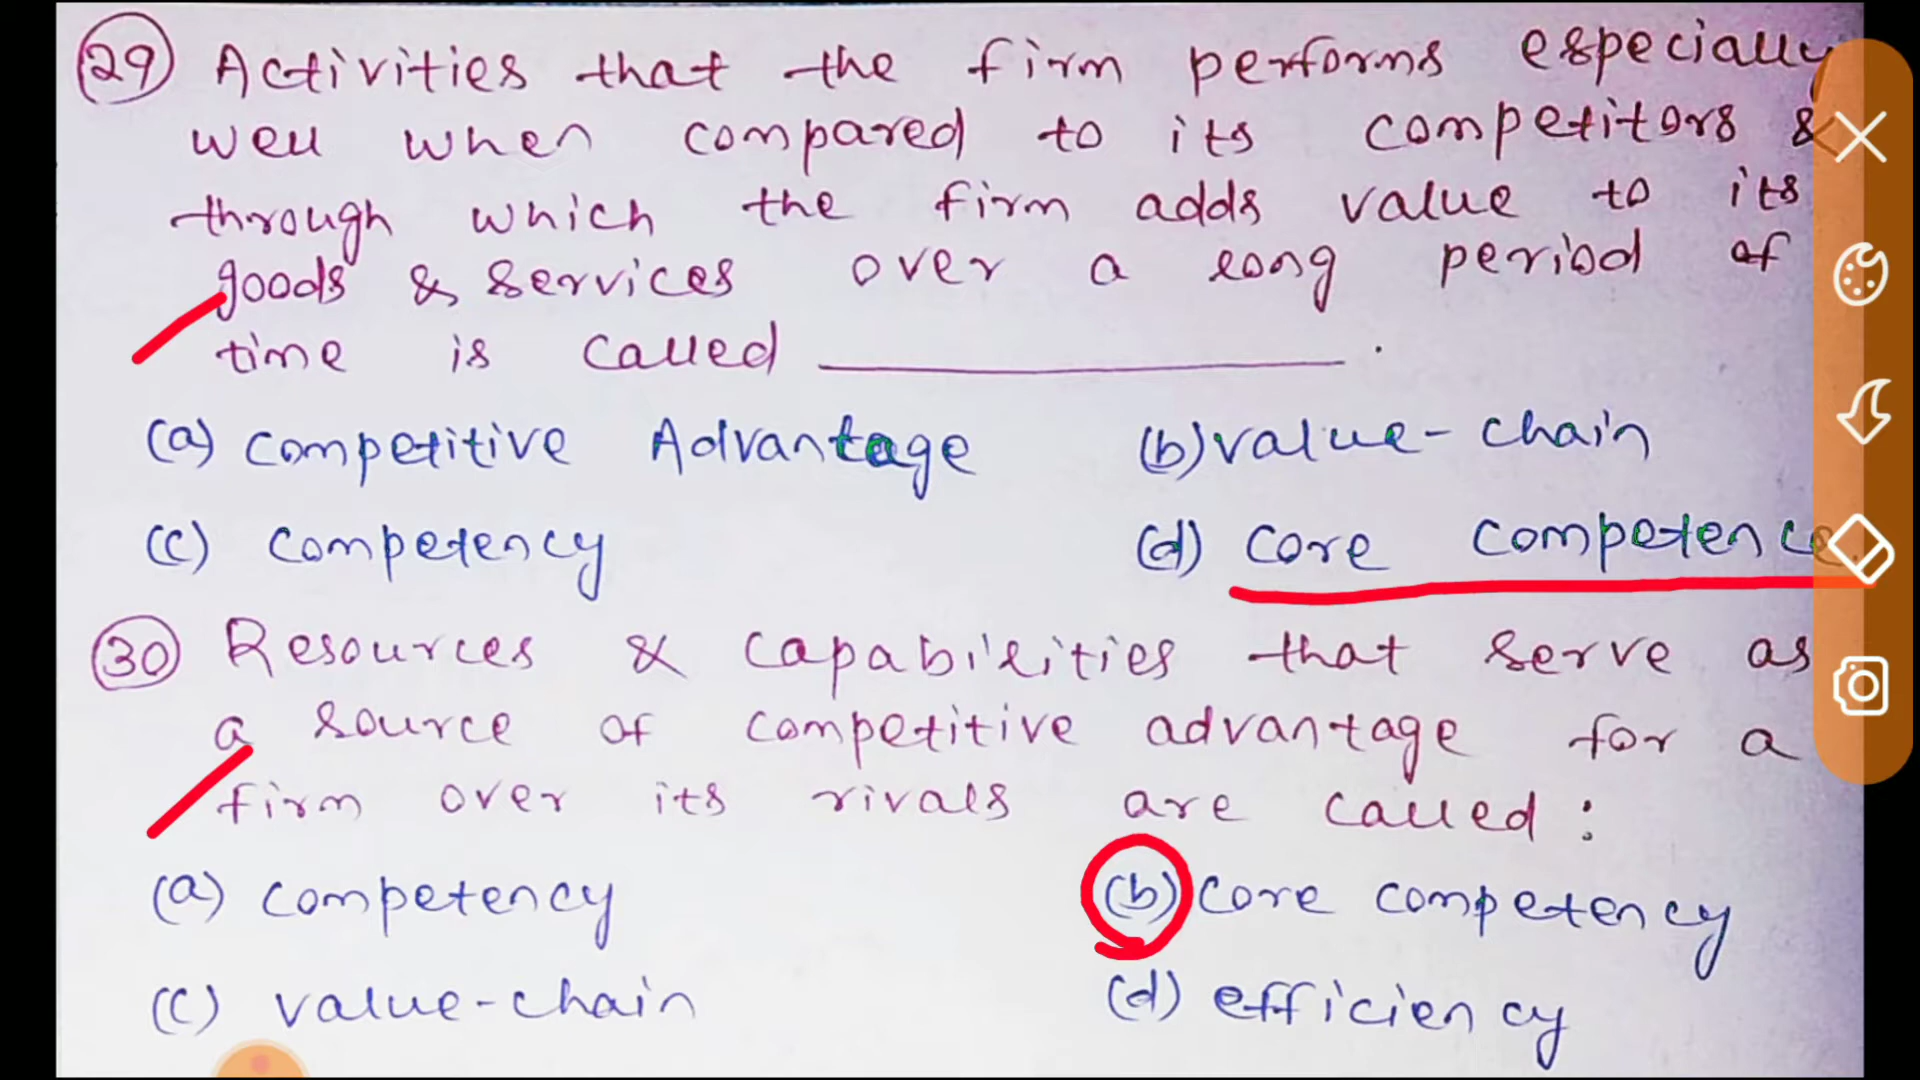 29 Activities that the firm performs especially
well when compared to its competitors &
through which the firm adds value to its
goods & services over a long period of
time is called ________.
(a) Competitive Advantage (b) value-chain
(c) competency (d) core competence.
30 Resources & capabilities that serve as
a source of competitive advantage for a
firm over its rivals are called :
(a) competency (b) core competency
(c) value-chain (d) efficiency